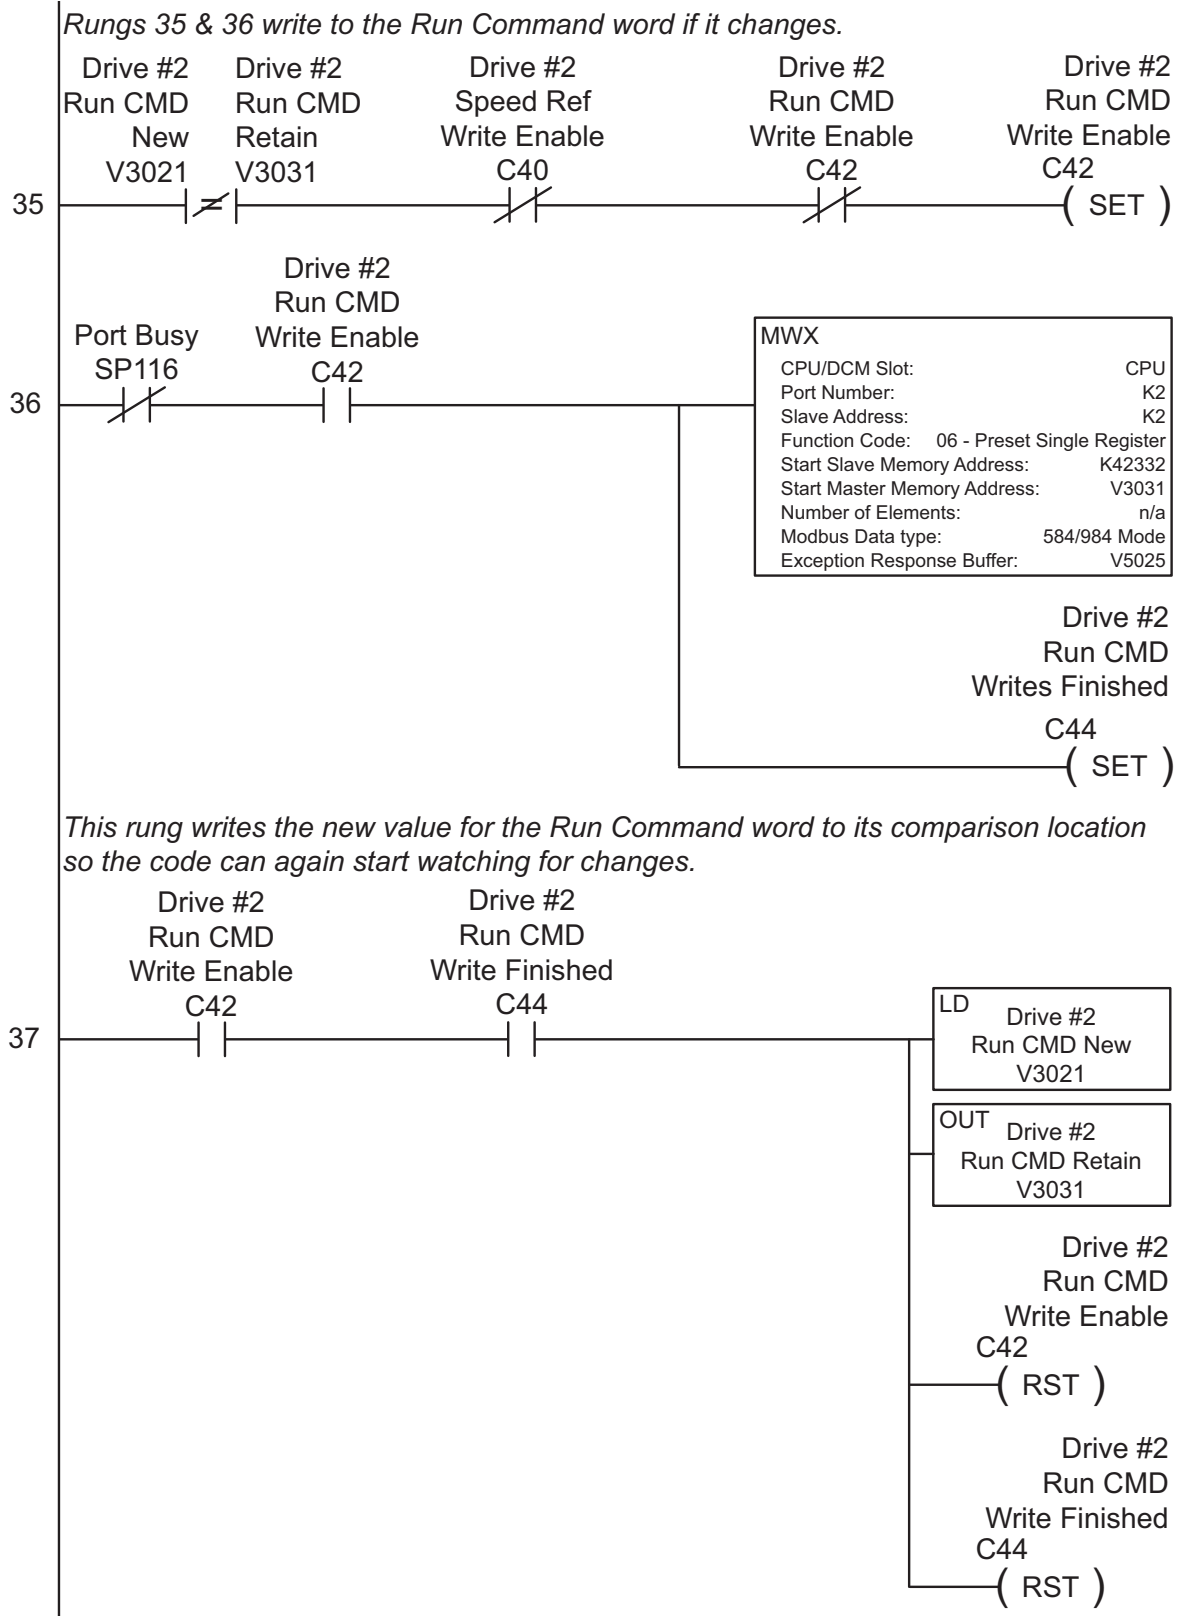 Rungs 35 & 36 write to the Run Command word if it changes.
Drive #2
Run CMD
New
V3021
Drive #2
Run CMD
Retain
V3031
Drive #2
Speed Ref
Write Enable
C40
Drive #2
Run CMD
Write Enable
C42
Drive #2
Run CMD
Write Enable
C42
35
=
SET
Port Busy
SP116
Drive #2
Run CMD
Write Enable
C42
36
MWX
CPU/DCM Slot: CPU
Port Number: K2
Slave Address: K2
Function Code: 06 - Preset Single Register
Start Slave Memory Address: K42332
Start Master Memory Address: V3031
Number of Elements: n/a
Modbus Data type: 584/984 Mode
Exception Response Buffer: V5025
Drive #2
Run CMD
Writes Finished
C44
( SET )
This rung writes the new value for the Run Command word to its comparison location
so the code can again start watching for changes.
Drive #2
Run CMD
Write Enable
C42
Drive #2
Run CMD
Write Finished
C44
37
LD
Drive #2
Run CMD New
V3021
OUT
Drive #2
Run CMD Retain
V3031
Drive #2
Run CMD
Write Enable
C42
( RST )
Drive #2
Run CMD
Write Finished
C44
( RST )